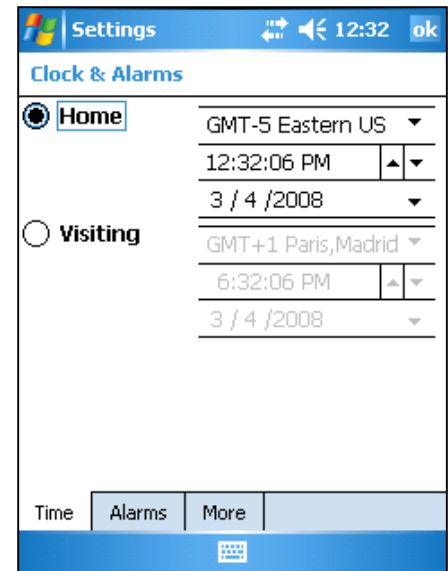 Settings 12:32 ok
Clock & Alarms
Home
GMT-5 Eastern US
12:32:06 PM
3 / 4 /2008
Visiting
GMT+1 Paris,Madrid
6:32:06 PM
3 / 4 /2008
Time Alarms More